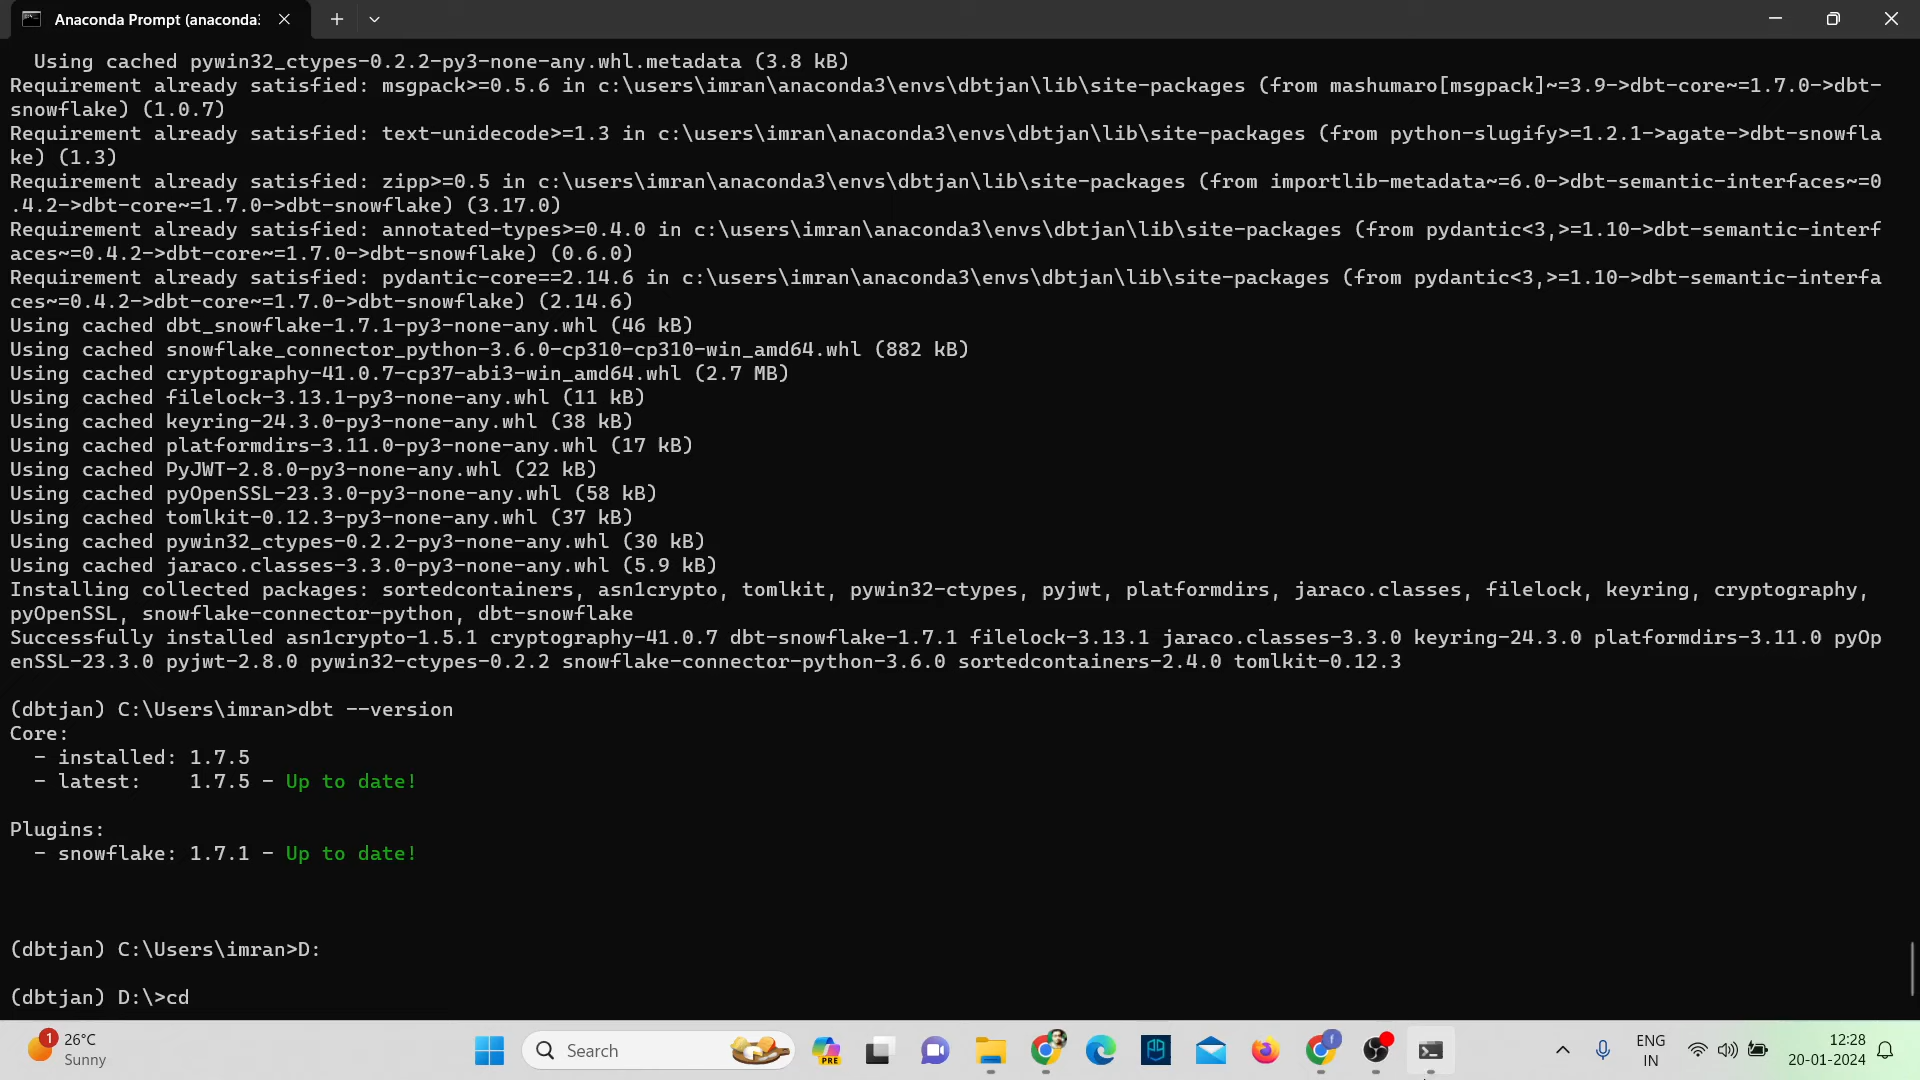 Anaconda Prompt (anaconda3
Using cached pywin32_ctypes-0.2.2-py3-none-any.whl.metadata (3.8 kB)
Requirement already satisfied: msgpack>=0.5.6 in c:\users\imran\anaconda3\envs\dbtjan\lib\site-packages (from mashumaro[msgpack]~=3.9->dbt-core~=1.7.0->dbt-
snowflake) (1.0.7)
Requirement already satisfied: text-unidecode>=1.3 in c:\users\imran\anaconda3\envs\dbtjan\lib\site-packages (from python-slugify>=1.2.1->agate->dbt-snowfla
ke) (1.3)
Requirement already satisfied: zipp>=0.5 in c:\users\imran\anaconda3\envs\dbtjan\lib\site-packages (from importlib-metadata~=6.0->dbt-semantic-interfaces~=0
.4.2->dbt-core~=1.7.0->dbt-snowflake) (3.17.0)
Requirement already satisfied: annotated-types>=0.4.0 in c:\users\imran\anaconda3\envs\dbtjan\lib\site-packages (from pydantic<3,>=1.10->dbt-semantic-interf
aces~=0.4.2->dbt-core~=1.7.0->dbt-snowflake) (0.6.0)
Requirement already satisfied: pydantic-core==2.14.6 in c:\users\imran\anaconda3\envs\dbtjan\lib\site-packages (from pydantic<3,>=1.10->dbt-semantic-interfa
ces~=0.4.2->dbt-core~=1.7.0->dbt-snowflake) (2.14.6)
Using cached dbt_snowflake-1.7.1-py3-none-any.whl (46 kB)
Using cached snowflake_connector_python-3.6.0-cp310-cp310-win_amd64.whl (882 kB)
Using cached cryptography-41.0.7-cp37-abi3-win_amd64.whl (2.7 MB)
Using cached filelock-3.13.1-py3-none-any.whl (11 kB)
Using cached keyring-24.3.0-py3-none-any.whl (38 kB)
Using cached platformdirs-3.11.0-py3-none-any.whl (17 kB)
Using cached PyJWT-2.8.0-py3-none-any.whl (22 kB)
Using cached pyOpenSSL-23.3.0-py3-none-any.whl (58 kB)
Using cached tomlkit-0.12.3-py3-none-any.whl (37 kB)
Using cached pywin32_ctypes-0.2.2-py3-none-any.whl (30 kB)
Using cached jaraco.classes-3.3.0-py3-none-any.whl (5.9 kB)
Installing collected packages: sortedcontainers, asn1crypto, tomlkit, pywin32-ctypes, pyjwt, platformdirs, jaraco.classes, filelock, keyring, cryptography,
pyOpenSSL, snowflake-connector-python, dbt-snowflake
Successfully installed asn1crypto-1.5.1 cryptography-41.0.7 dbt-snowflake-1.7.1 filelock-3.13.1 jaraco.classes-3.3.0 keyring-24.3.0 platformdirs-3.11.0 pyOp
enSSL-23.3.0 pyjwt-2.8.0 pywin32-ctypes-0.2.2 snowflake-connector-python-3.6.0 sortedcontainers-2.4.0 tomlkit-0.12.3
(dbtjan) C:\Users\imran>dbt --version
Core:
- installed: 1.7.5
- latest: 1.7.5 - Up to date!
Plugins:
- snowflake: 1.7.1 - Up to date!
(dbtjan) C:\Users\imran>D:
(dbtjan) D:\>cd
1 26°C
Sunny
Search
PRE
ENG
IN
12:28
20-01-2024